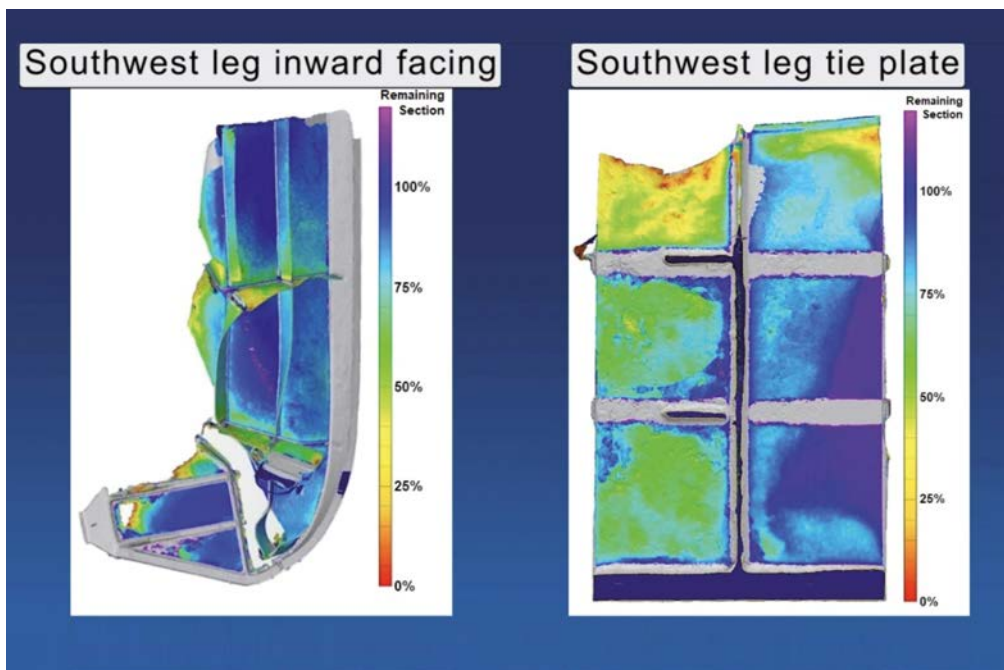 Southwest leg inward facing
Remaining
Section
100%
75%
50%
25%
0%
Southwest leg tie plate
Remaining
Section
100%
75%
50%
25%
0%